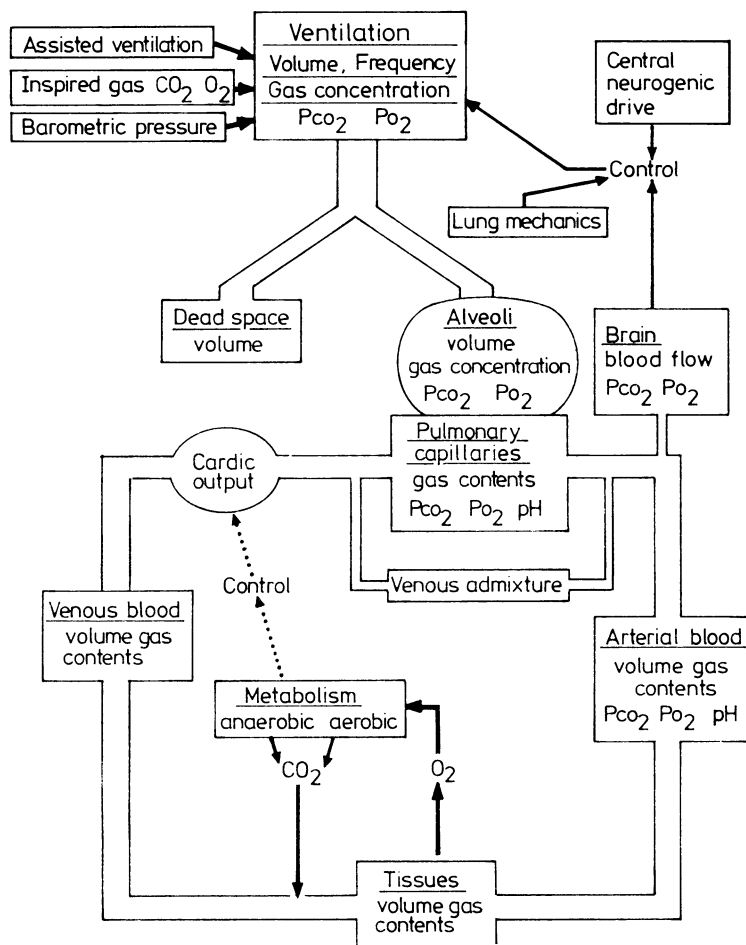 Assisted ventilation
Inspired gas CO2 O2
Barometric pressure
Ventilation
Volume, Frequency
Gas concentration
Pco2 Po2
Central
neurogenic
drive
Control
Lung mechanics
Dead space
volume
Alveoli
volume
gas concentration
Pco2 Po2
Brain
blood flow
Pco2 Po2
Cardic
output
Pulmonary
capillaries
gas contents
Pco2 Po2 pH
Venous admixture
Control
Venous blood
volume gas
contents
Arterial blood
volume gas
contents
Pco2 Po2 pH
Metabolism
anaerobic aerobic
CO2
O2
Tissues
volume gas
contents